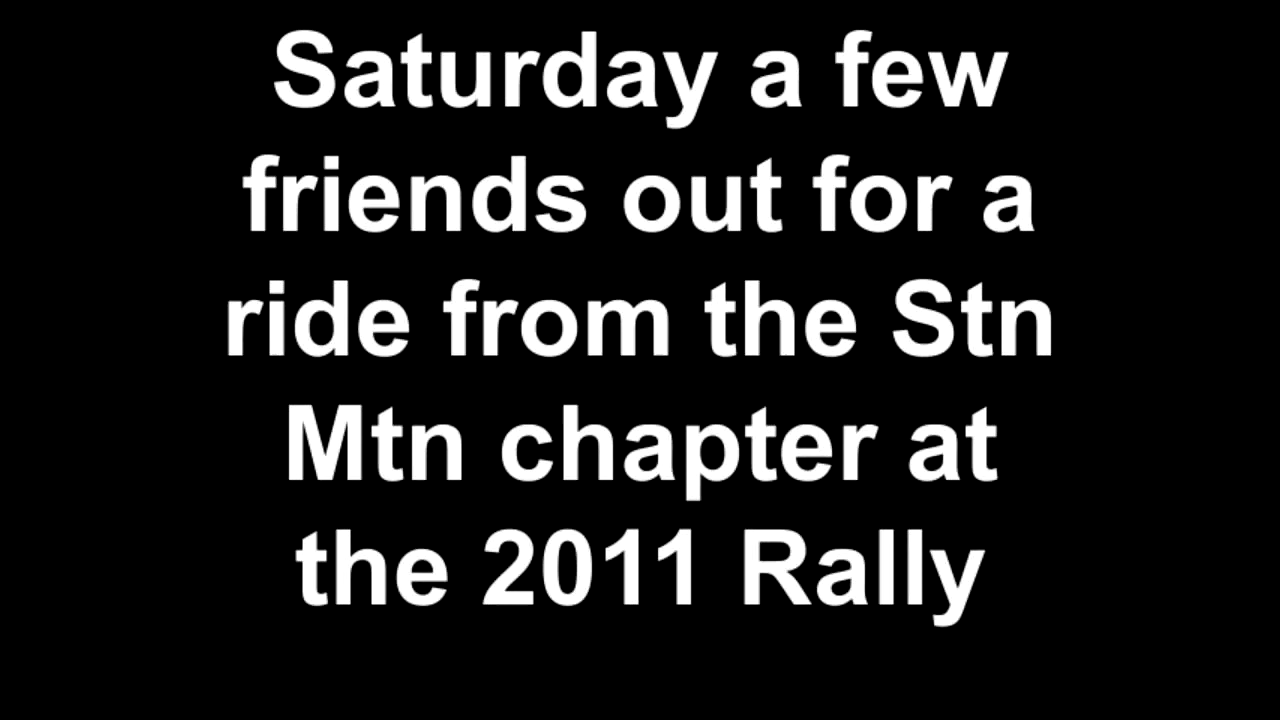 Saturday a few
friends out for a
ride from the Stn
Mtn chapter at
the 2011 Rally